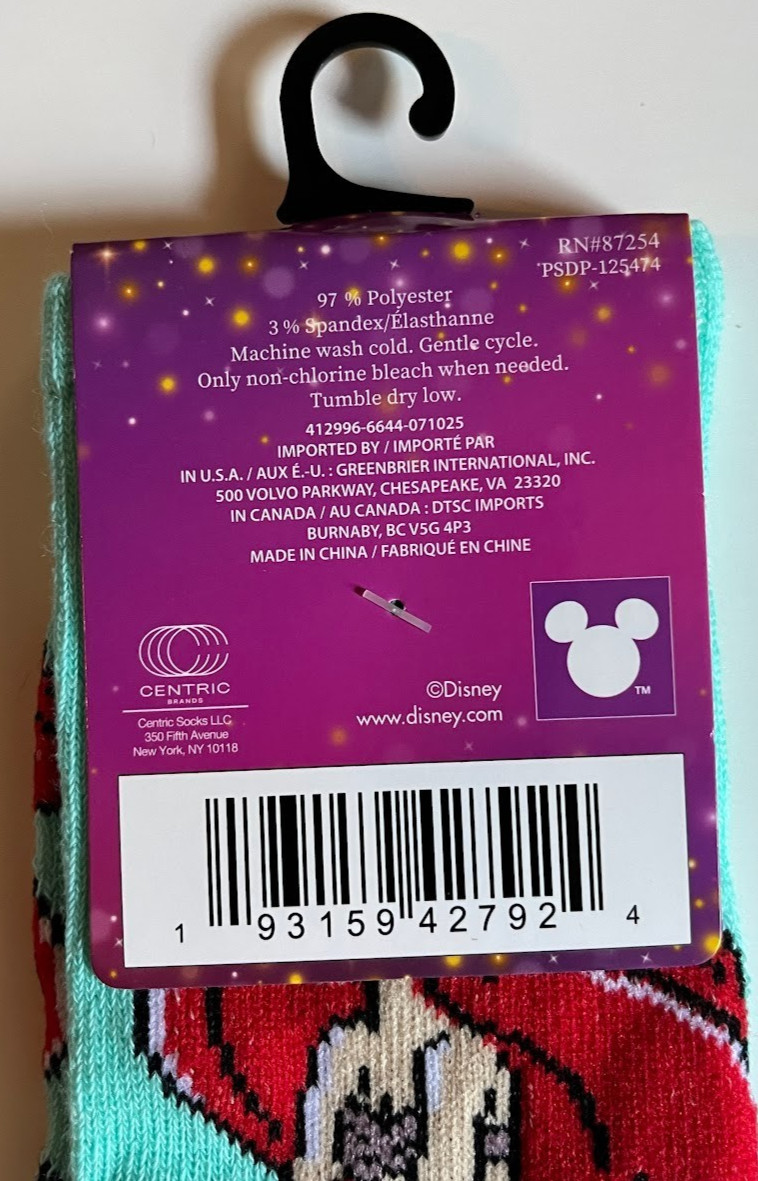 RN#87254
PSDP-125474
97 % Polyester
3 % Spandex/Élasthanne
Machine wash cold. Gentle cycle.
Only non-chlorine bleach when needed.
Tumble dry low.
412996-6644-071025
IMPORTED BY / IMPORTÉ PAR
IN U.S.A. / AUX É.-U. : GREENBRIER INTERNATIONAL, INC.
500 VOLVO PARKWAY, CHESAPEAKE, VA 23320
IN CANADA / AU CANADA : DTSC IMPORTS
BURNABY, BC V5G 4P3
MADE IN CHINA / FABRIQUÉ EN CHINE
CENTRIC
BRANDS
Centric Socks LLC
350 Fifth Avenue
New York, NY 10118
©Disney
www.disney.com
TM
1 93159 42792 4